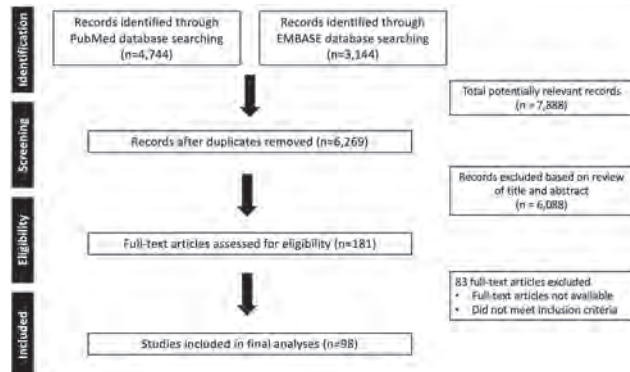 Identification
Records identified through
PubMed database searching
(n=4,744)
Records identified through
EMBASE database searching
(n=3,144)
Total potentially relevant records
(n = 7,888)
Screening
Records after duplicates removed (n=6,269)
Records excluded based on review
of title and abstract
(n = 6,088)
Eligibility
Full-text articles assessed for eligibility (n=181)
83 full-text articles excluded
• Full-text articles not available
• Did not meet inclusion criteria
Included
Studies included in final analyses (n=98)